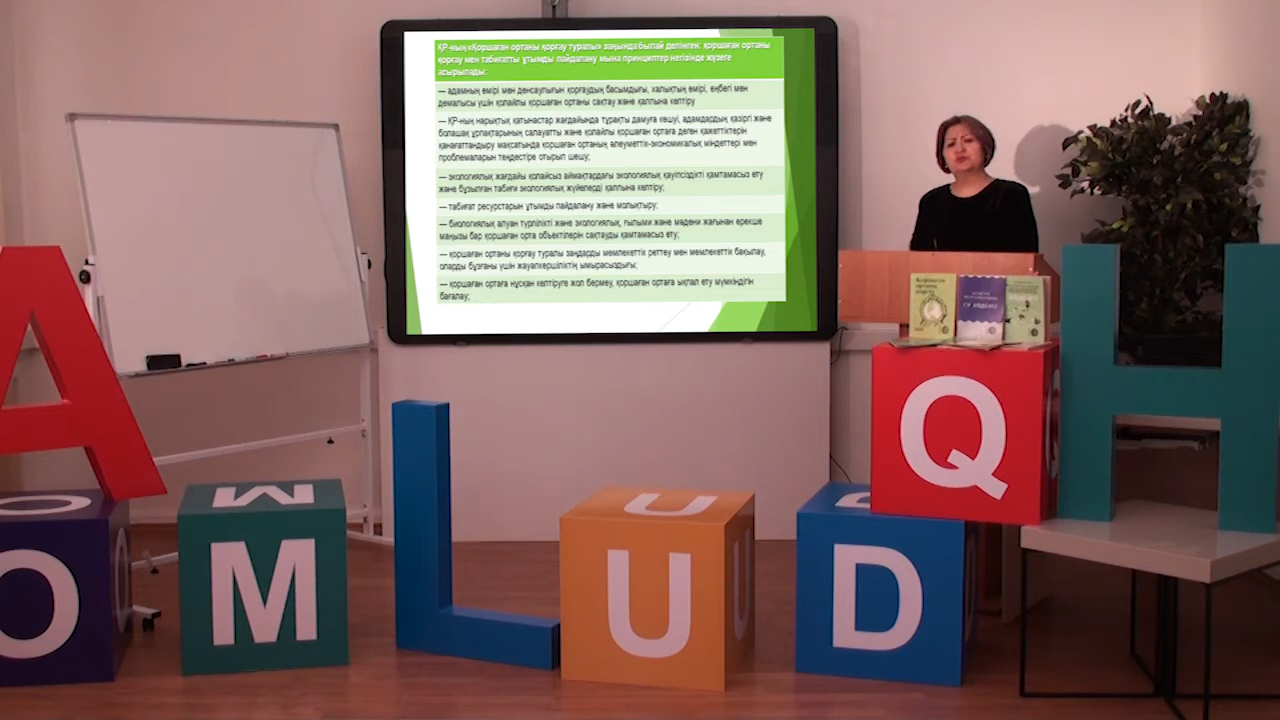 ҚР-ның «Қоршаған ортаны қорғау туралы» заңында былай делінген: қоршаған ортаны
қорғау мен табиғатты ұтымды пайдалану мына принциптер негізінде жүзеге
асырылады:
— адамның өмірі мен денсаулығын қорғаудың басымдығы, халықтың өмірі, еңбегі мен
демалысы үшін қолайлы қоршаған ортаны сақтау және қалпына келтіру
— ҚР-ның нарықтық қатынастар жағдайында тұрақты дамуға көшуі, адамдардың қазіргі және
болашақ ұрпақтарының салауатты және қолайлы қоршаған ортаға деген қажеттіктерін
қанағаттандыру мақсатында қоршаған ортаның әлеуметтік-экономикалық міндеттері мен
проблемаларын теңдестіре отырып шешу;
— экологиялық жағдайы қолайсыз аймақтардағы экологиялық қауіпсіздікті қамтамасыз ету
және бұзылған табиғи экологиялық жүйелерді қалпына келтіру;
— табиғат ресурстарын ұтымды пайдалану және молықтыру;
— биологиялық алуан түрлілікті және экологиялық, ғылыми және мәдени жағынан ерекше
маңызы бар қоршаған орта объектілерін сақтауды қамтамасыз ету;
— қоршаған ортаны қорғау туралы заңдарды мемлекеттік реттеу мен мемлекеттік бақылау,
оларды бұзғаны үшін жауапкершіліктің ымырасыздығы;
— қоршаған ортаға нұсқан келтіруге жол бермеу, қоршаған ортаға ықпал ету мүмкіндігін
бағалау;
Қоршаған
ортаны
қорғау
A
Q
H
O
O
M
M
L
U
U
U
D
D